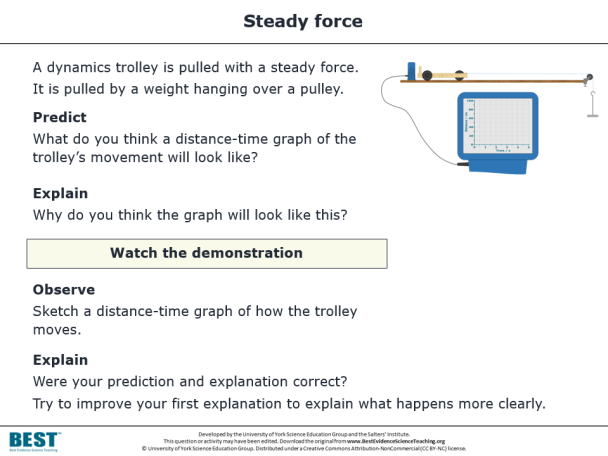 Steady force
A dynamics trolley is pulled with a steady force.
It is pulled by a weight hanging over a pulley.
Predict
What do you think a distance-time graph of the
trolley’s movement will look like?
Explain
Why do you think the graph will look like this?
Watch the demonstration
Observe
Sketch a distance-time graph of how the trolley
moves.
Explain
Were your prediction and explanation correct?
Try to improve your first explanation to explain what happens more clearly.
BEST
Best Evidence Science Teaching
Developed by the University of York Science Education Group and the Salters’ Institute.
This question or activity may have been edited. Download the original from www.BestEvidenceScienceTeaching.org
© University of York Science Education Group. Distributed under a Creative Commons Attribution-NonCommercial (CC BY-NC) license.